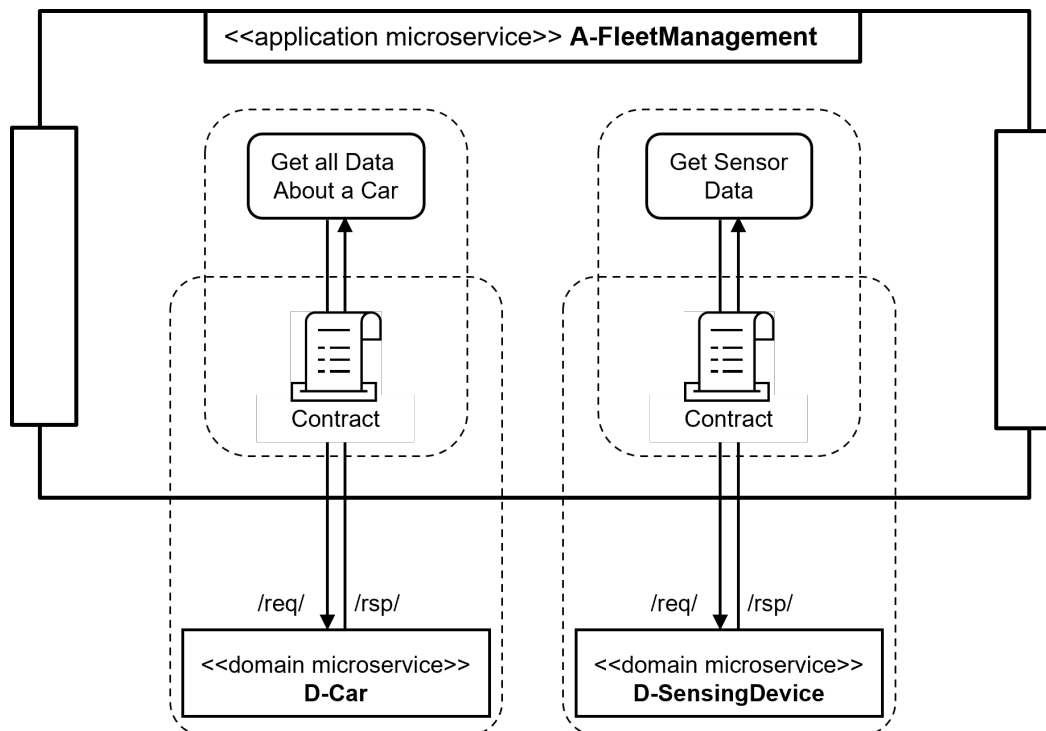 <<application microservice>> A-FleetManagement
Get all Data
About a Car
Get Sensor
Data
Contract
Contract
/req/
/rsp/
/req/
/rsp/
<<domain microservice>>
D-Car
<<domain microservice>>
D-SensingDevice